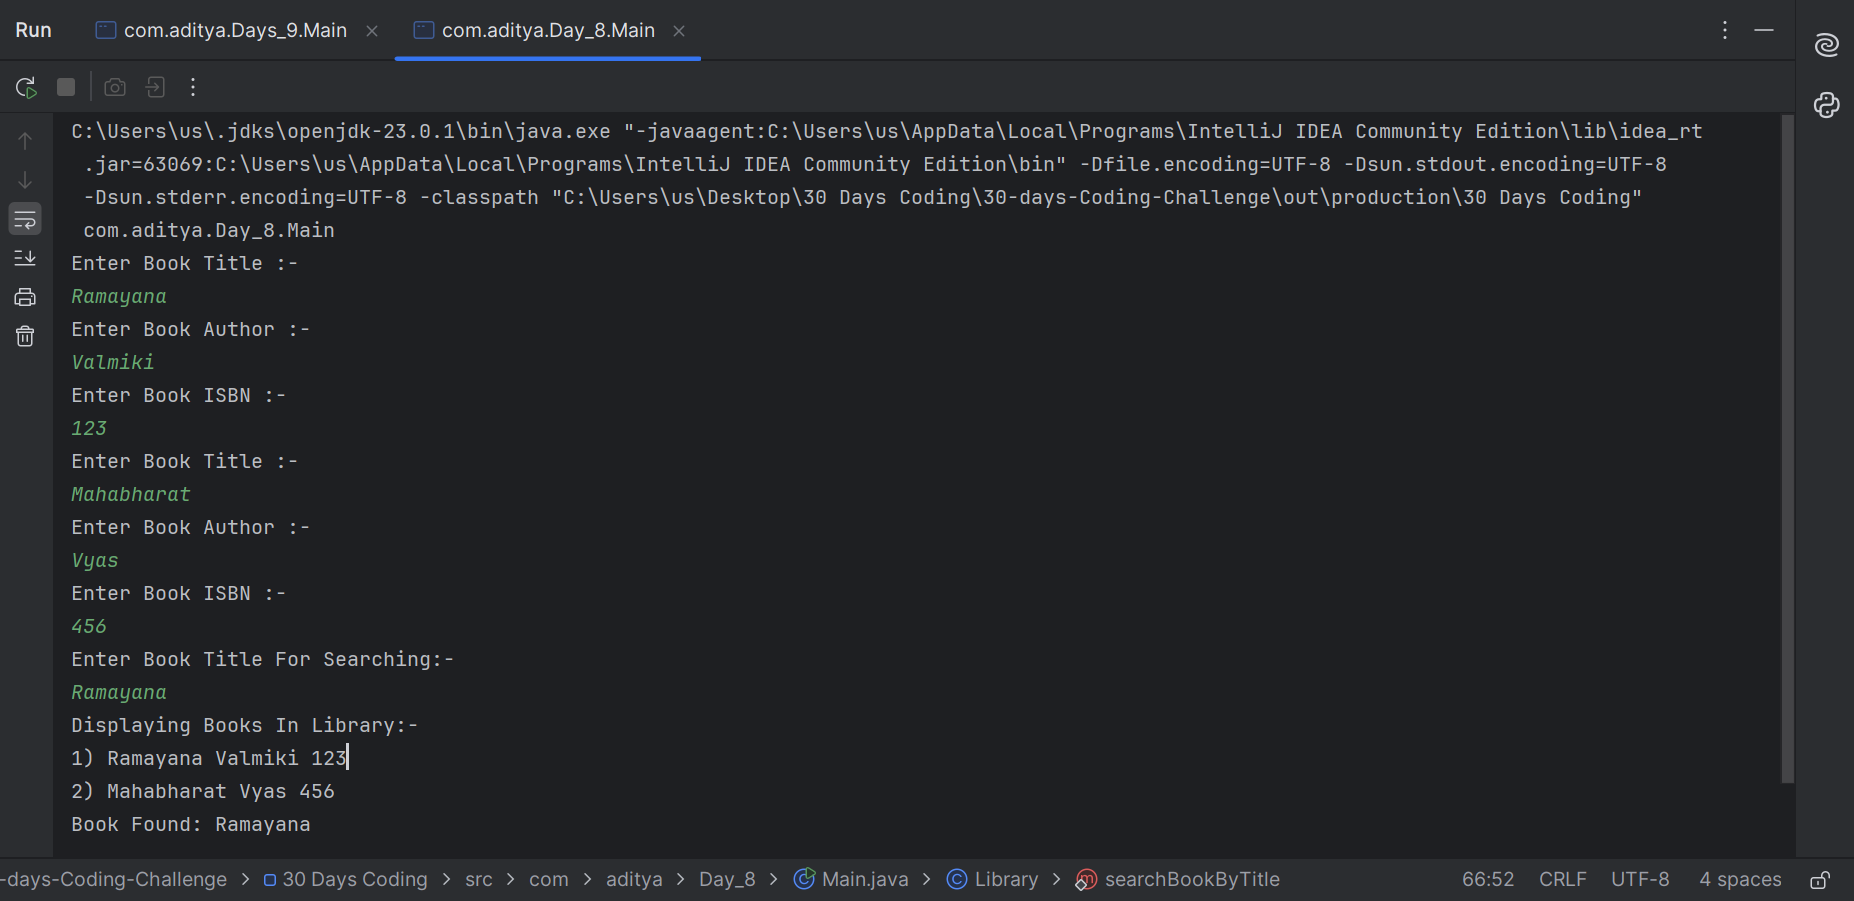 Run com.aditya.Days_9.Main com.aditya.Day_8.Main
C:\Users\us\.jdks\openjdk-23.0.1\bin\java.exe "-javaagent:C:\Users\us\AppData\Local\Programs\IntelliJ IDEA Community Edition\lib\idea_rt
.jar=63069:C:\Users\us\AppData\Local\Programs\IntelliJ IDEA Community Edition\bin" -Dfile.encoding=UTF-8 -Dsun.stdout.encoding=UTF-8
-Dsun.stderr.encoding=UTF-8 -classpath "C:\Users\us\Desktop\30 Days Coding\30-days-Coding-Challenge\out\production\30 Days Coding"
com.aditya.Day_8.Main
Enter Book Title :-
Ramayana
Enter Book Author :-
Valmiki
Enter Book ISBN :-
123
Enter Book Title :-
Mahabharat
Enter Book Author :-
Vyas
Enter Book ISBN :-
456
Enter Book Title For Searching:-
Ramayana
Displaying Books In Library:-
1) Ramayana Valmiki 123
2) Mahabharat Vyas 456
Book Found: Ramayana
-days-Coding-Challenge > 30 Days Coding > src > com > aditya > Day_8 > Main.java > Library > searchBookByTitle 66:52 CRLF UTF-8 4 spaces